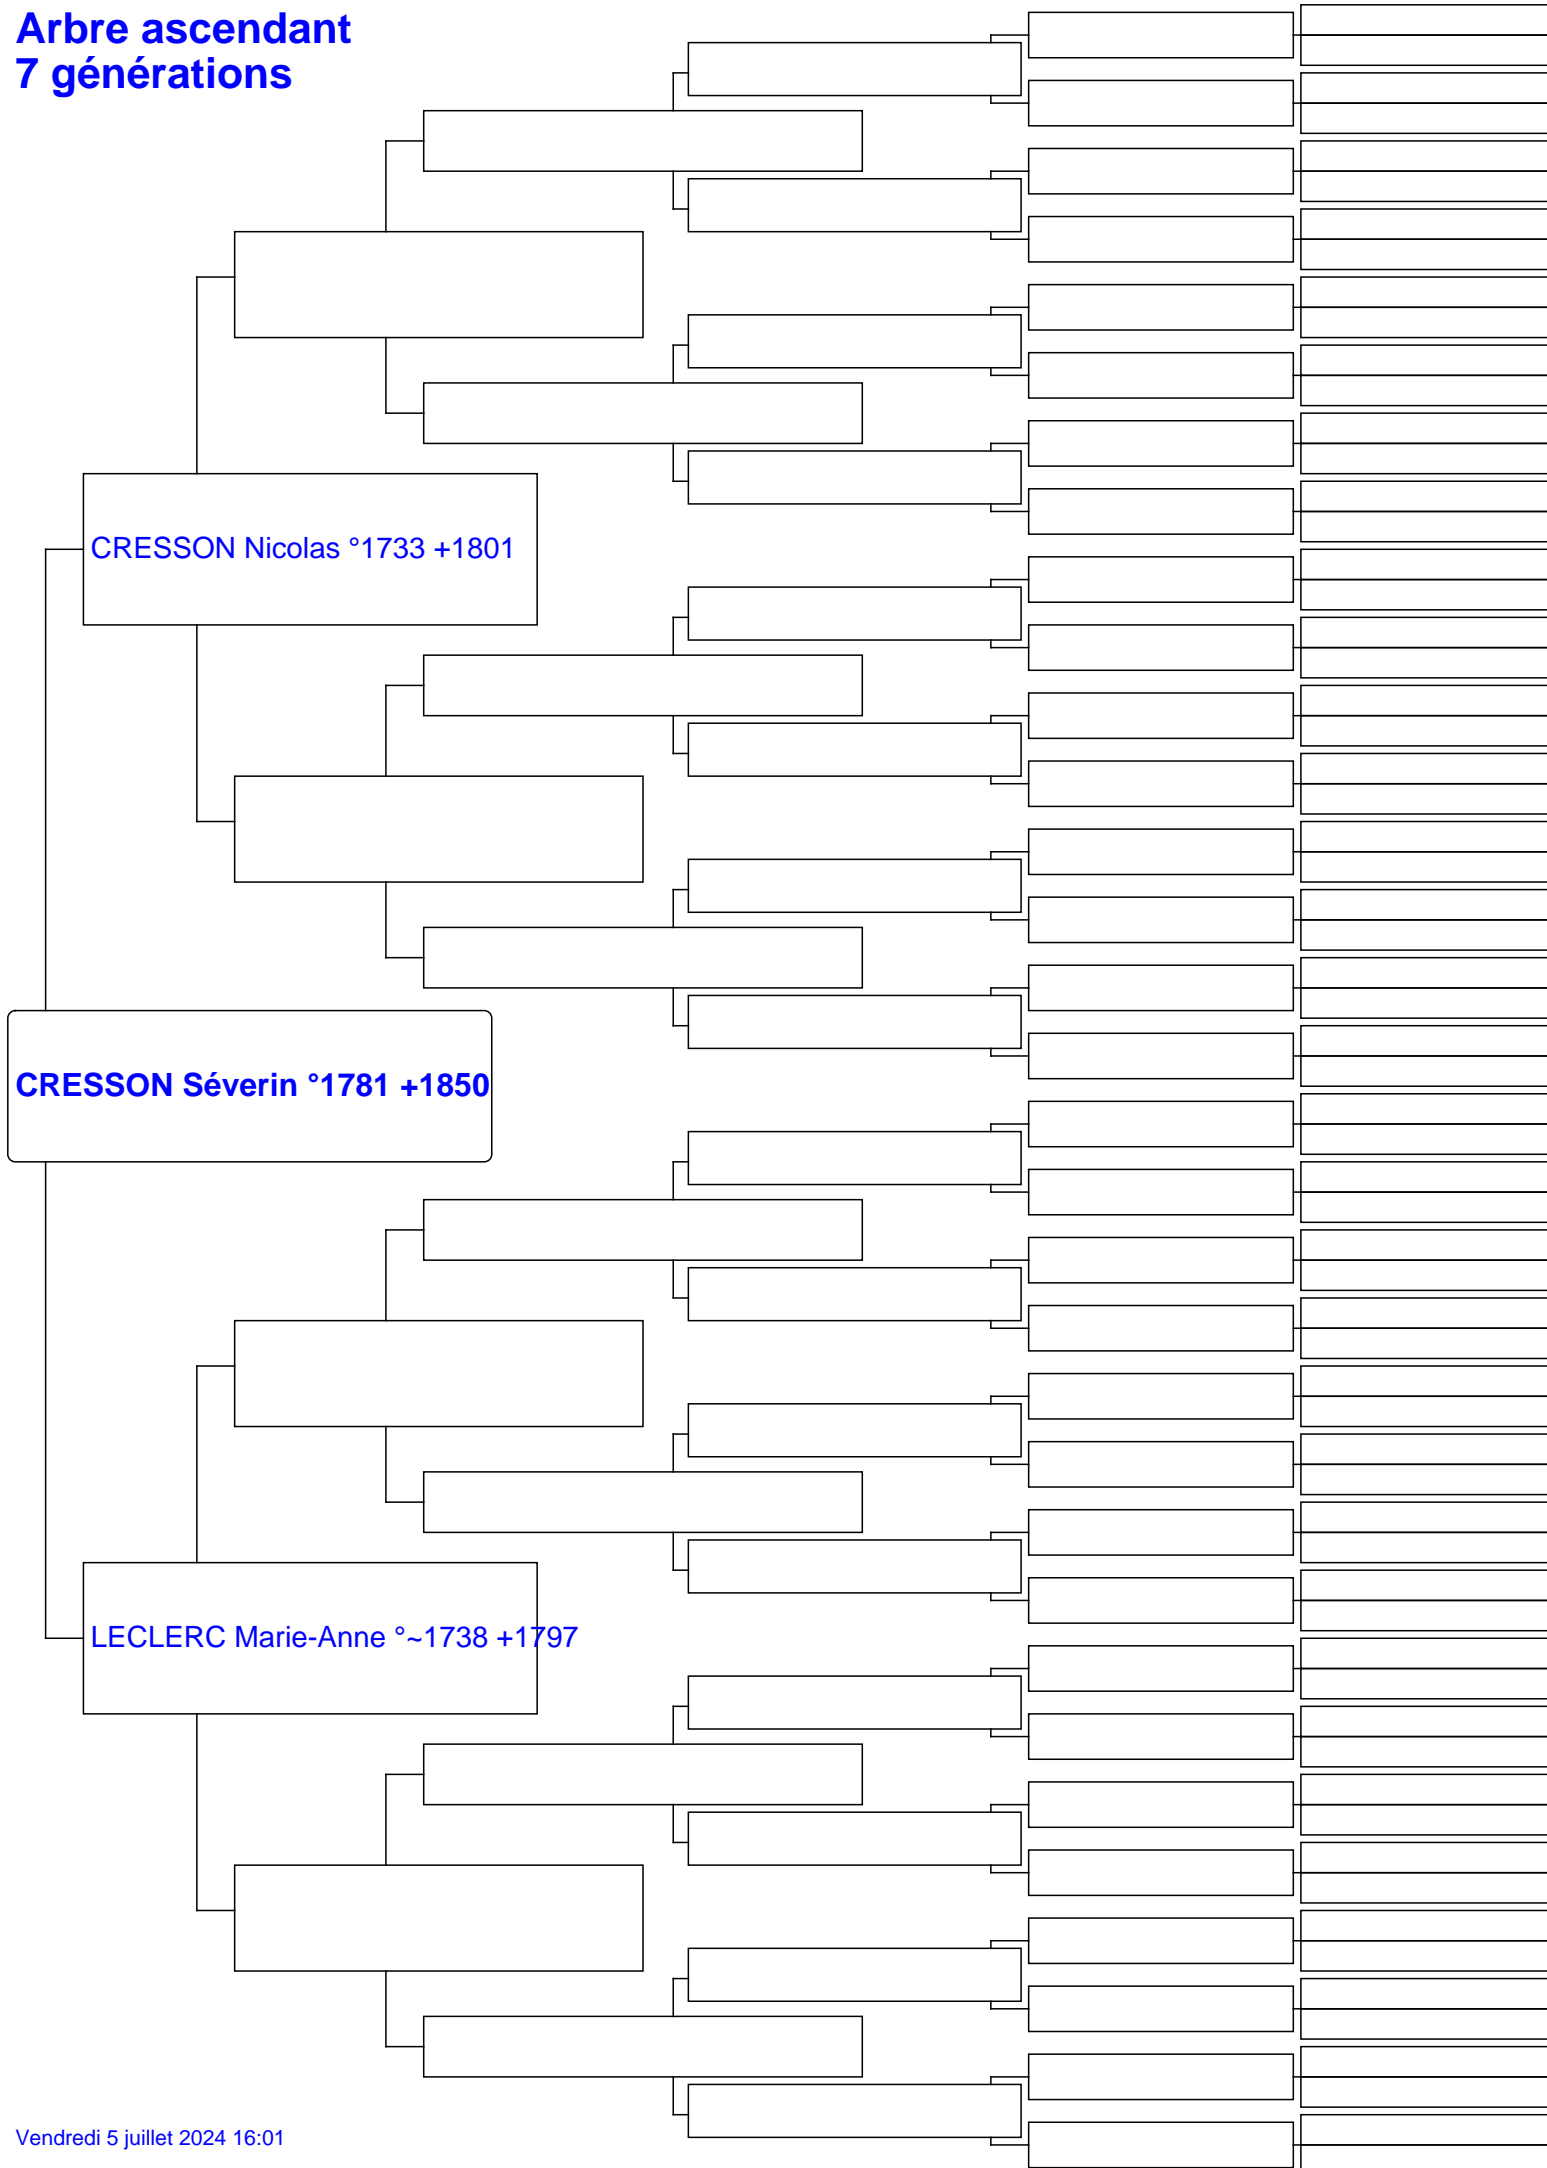 Arbre ascendant
7 générations
CRESSON Nicolas °1733 +1801
CRESSON Séverin °1781 +1850
LECLERC Marie-Anne °~1738 +1797
Vendredi 5 juillet 2024 16:01